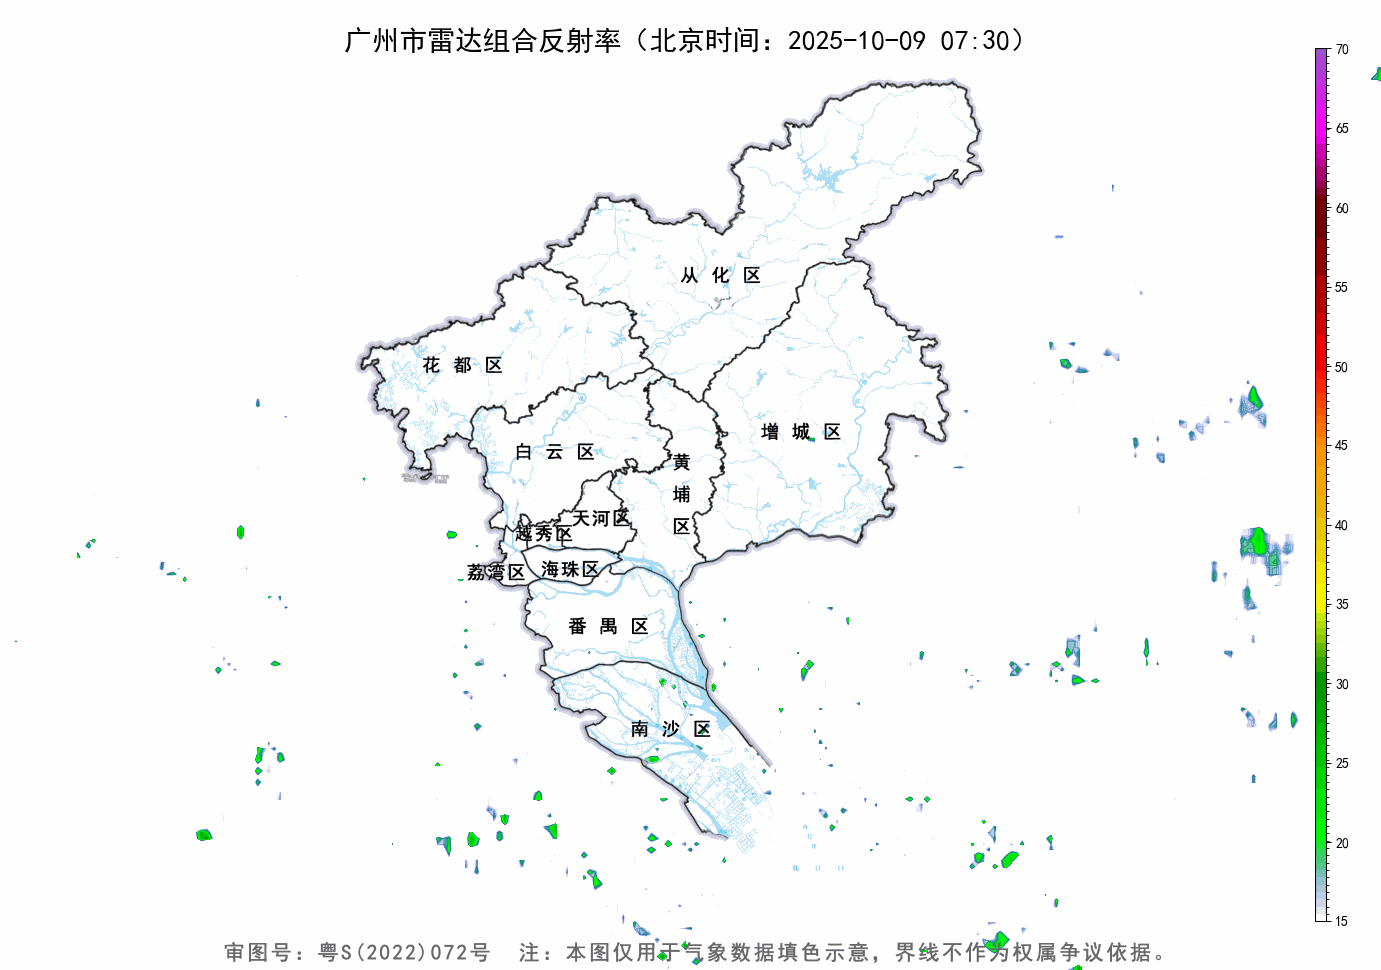 广州市雷达组合反射率（北京时间：2025-10-09 07:30）
70
65
60
55
50
45
40
35
30
25
20
15
从化区
花都区
增城区
白云区
黄埔区
天河区
越秀区
荔湾区
海珠区
番禺区
南沙区
审图号：粤S(2022)072号 注：本图仅用于气象数据填色示意，界线不作为权属争议依据。